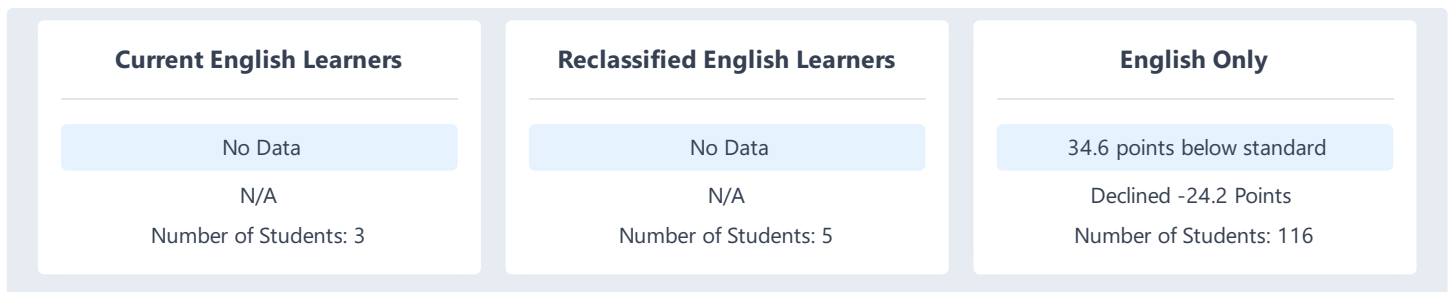 Current English Learners
No Data
N/A
Number of Students: 3
Reclassified English Learners
No Data
N/A
Number of Students: 5
English Only
34.6 points below standard
Declined -24.2 Points
Number of Students: 116